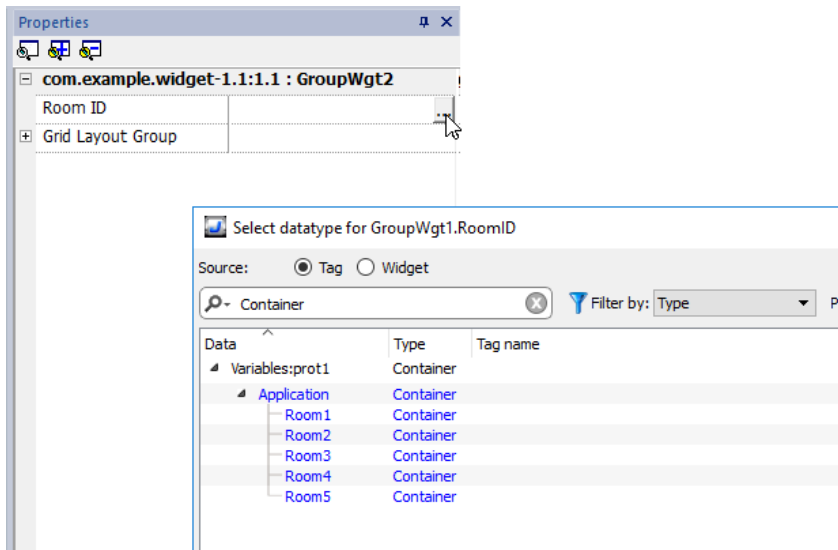 Properties
com.example.widget-1.1:1.1 : GroupWgt2
Room ID
...
Grid Layout Group
Select datatype for GroupWgt1.RoomID
Source: Tag Widget
Container Filter by: Type P
Data Type Tag name
Variables:prot1 Container
Application Container
Room1 Container
Room2 Container
Room3 Container
Room4 Container
Room5 Container